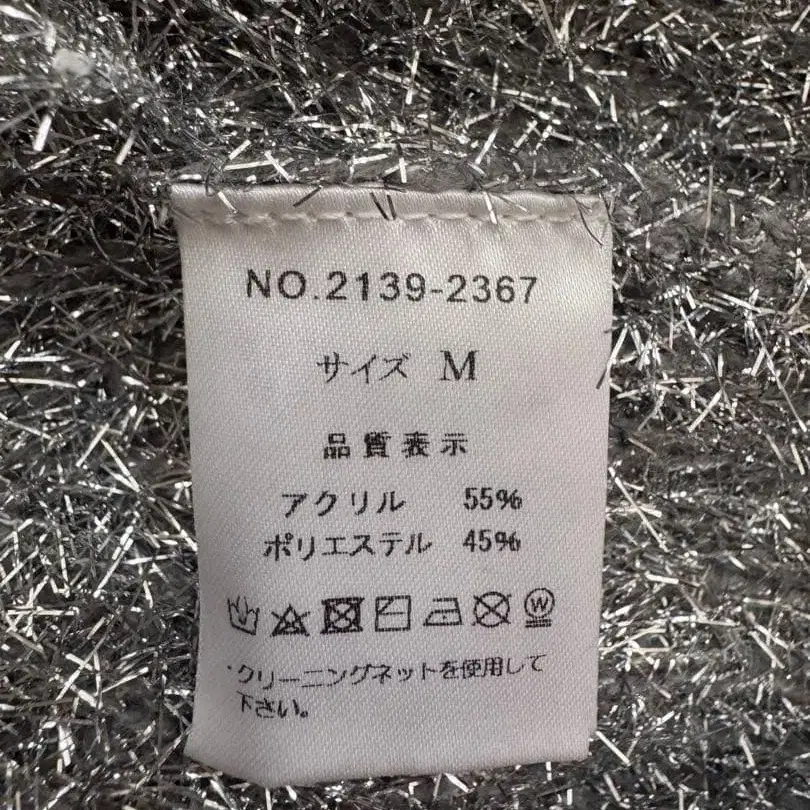 NO.2139-2367
サイズ M
品質表示
アクリル 55%
ポリエステル 45%
W
・クリーニングネットを使用して
下さい。